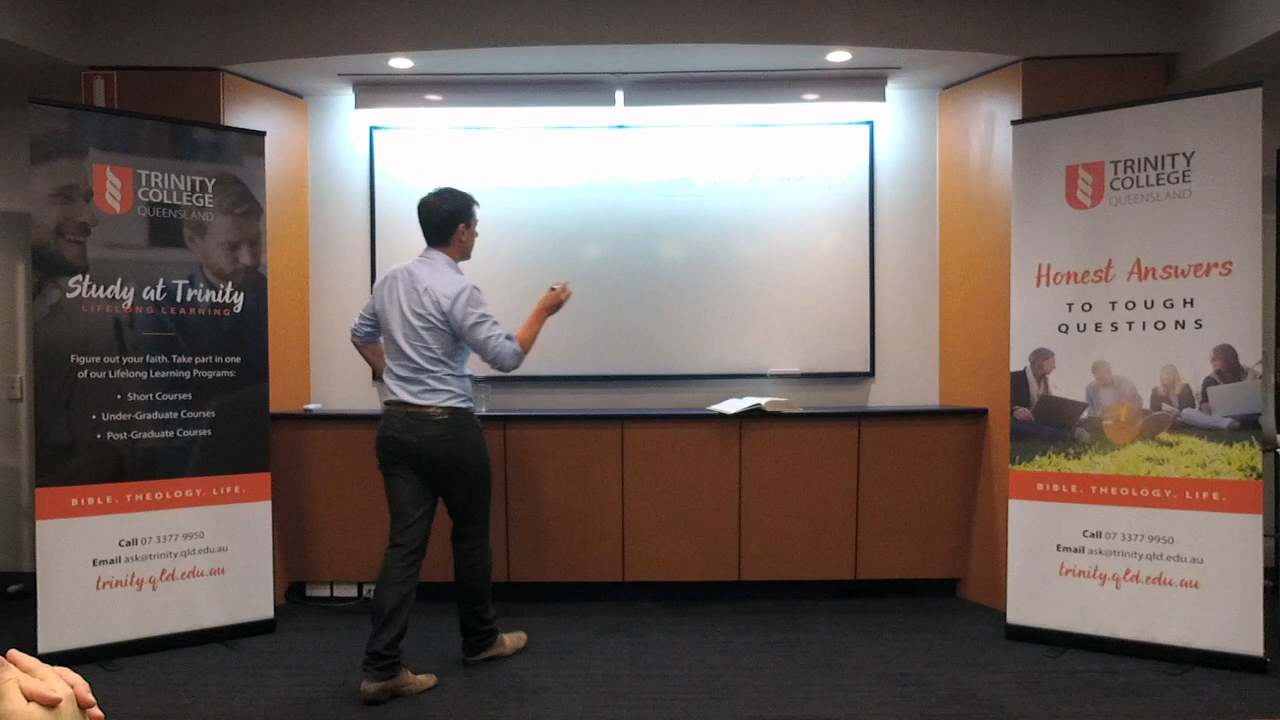 TRINITY
COLLEGE
QUEENSLAND
Study at Trinity
LIFELONG LEARNING
Figure out your faith. Take part in one
of our Lifelong Learning Programs:
• Short Courses
• Under-Graduate Courses
• Post-Graduate Courses
BIBLE. THEOLOGY. LIFE.
Call 07 3377 9950
Email ask@trinity.qld.edu.au
trinity.qld.edu.au
TRINITY
COLLEGE
QUEENSLAND
Honest Answers
TO TOUGH
QUESTIONS
BIBLE. THEOLOGY. LIFE.
Call 07 3377 9950
Email ask@trinity.qld.edu.au
trinity.qld.edu.au